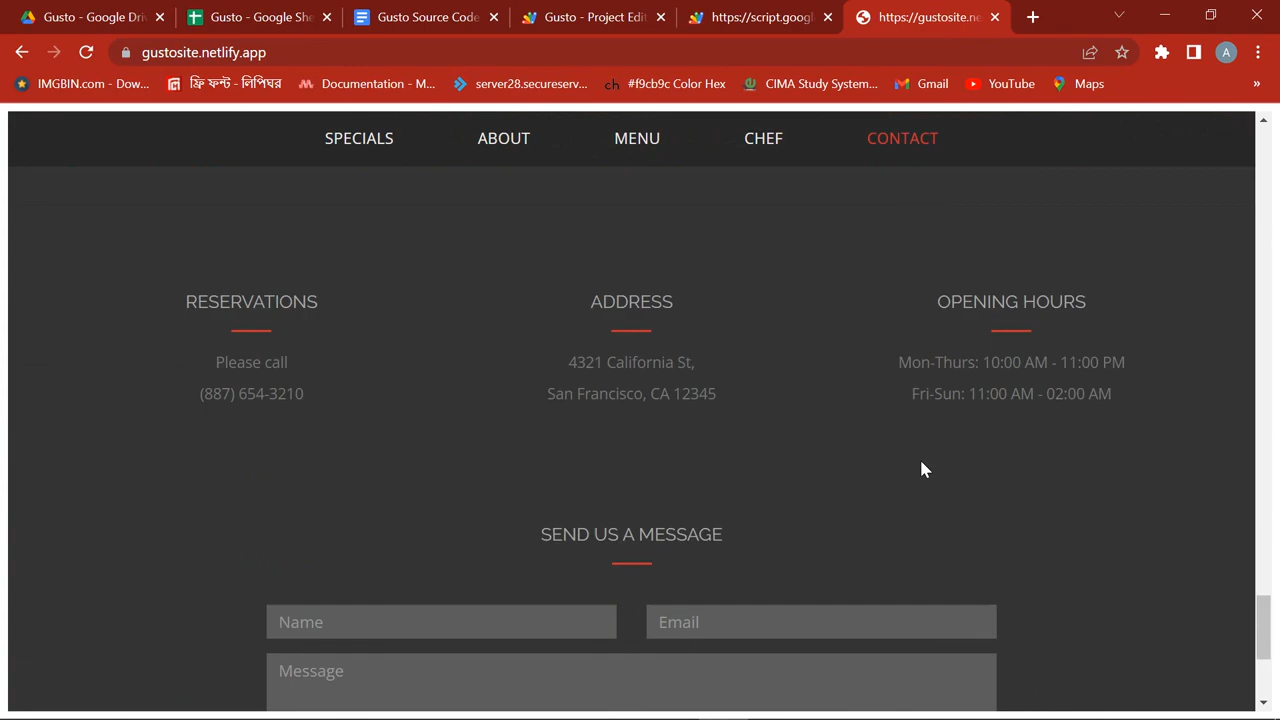 Gusto - Google Dri
Gusto - Google She
Gusto Source Code
Gusto - Project Edit
https://script.googl
https://gustosite.ne
gustosite.netlify.app
A
IMGBIN.com - Dow...
ফ্রি ফন্ট - লিপিঘর
Documentation - M...
server28.secureserv...
ch
#f9cb9c Color Hex
CIMA Study System...
Gmail
YouTube
Maps
»
SPECIALS ABOUT MENU CHEF CONTACT
RESERVATIONS
Please call
(887) 654-3210
ADDRESS
4321 California St,
San Francisco, CA 12345
OPENING HOURS
Mon-Thurs: 10:00 AM - 11:00 PM
Fri-Sun: 11:00 AM - 02:00 AM
SEND US A MESSAGE
Name
Email
Message